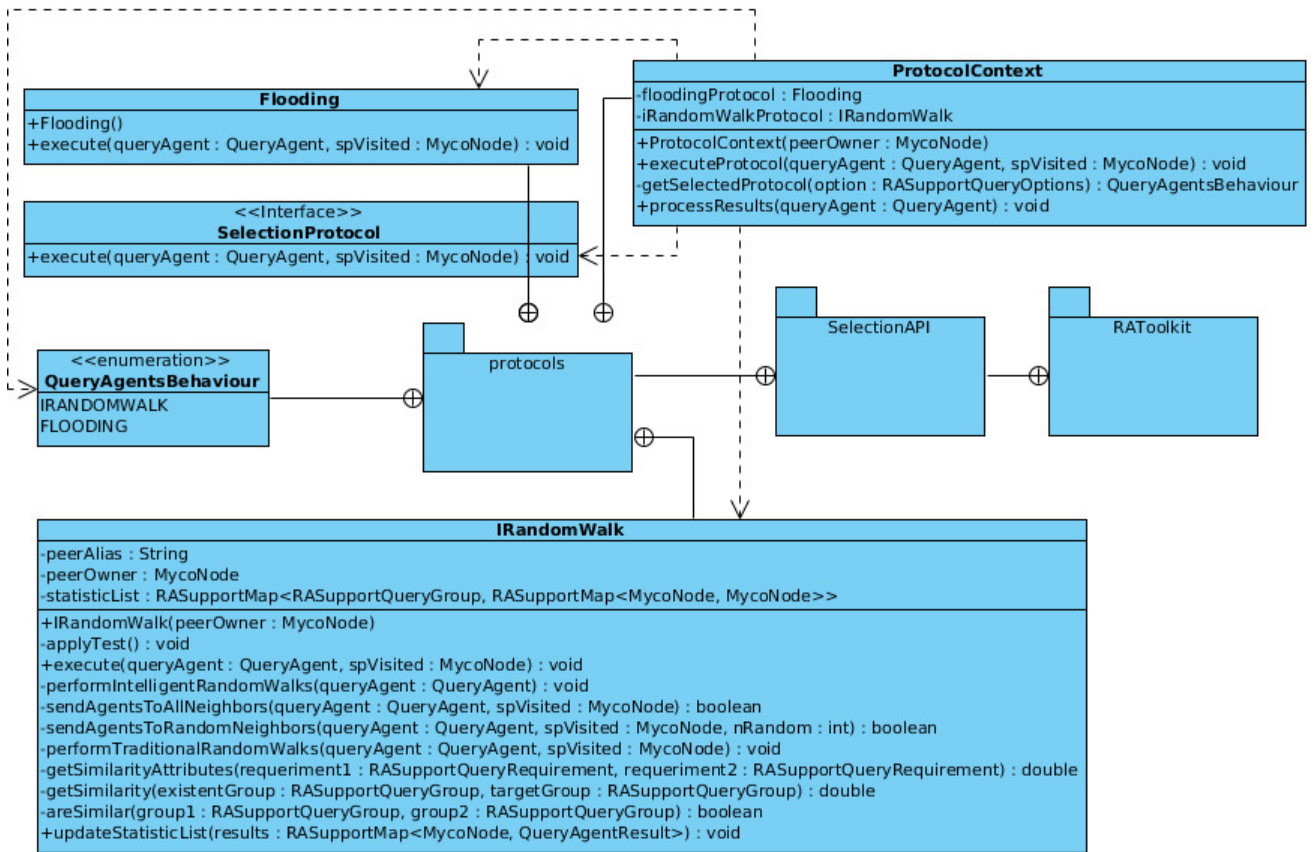 Flooding
+Flooding()
+execute(queryAgent : QueryAgent, spVisited : MycoNode) : void
ProtocolContext
-floodingProtocol : Flooding
-iRandomWalkProtocol : IRandomWalk
+ProtocolContext(peerOwner : MycoNode)
+executeProtocol(queryAgent : QueryAgent, spVisited : MycoNode) : void
-getSelectedProtocol(option : RASupportQueryOptions) : QueryAgentsBehaviour
+processResults(queryAgent : QueryAgent) : void
<<Interface>>
SelectionProtocol
+execute(queryAgent : QueryAgent, spVisited : MycoNode) : void
<<enumeration>>
QueryAgentsBehaviour
IRANDOMWALK
FLOODING
protocols
SelectionAPI
RAToolkit
IRandomWalk
-peerAlias : String
-peerOwner : MycoNode
-statisticList : RASupportMap<RASupportQueryGroup, RASupportMap<MycoNode, MycoNode>>
+IRandomWalk(peerOwner : MycoNode)
-applyTest() : void
+execute(queryAgent : QueryAgent, spVisited : MycoNode) : void
-performIntelligentRandomWalks(queryAgent : QueryAgent) : void
-sendAgentsToAllNeighbors(queryAgent : QueryAgent, spVisited : MycoNode) : boolean
-sendAgentsToRandomNeighbors(queryAgent : QueryAgent, spVisited : MycoNode, nRandom : int) : boolean
-performTraditionalRandomWalks(queryAgent : QueryAgent, spVisited : MycoNode) : void
-getSimilarityAttributes(requeriment1 : RASupportQueryRequirement, requeriment2 : RASupportQueryRequirement) : double
-getSimilarity(existentGroup : RASupportQueryGroup, targetGroup : RASupportQueryGroup) : double
-areSimilar(group1 : RASupportQueryGroup, group2 : RASupportQueryGroup) : boolean
+updateStatisticList(results : RASupportMap<MycoNode, QueryAgentResult>) : void